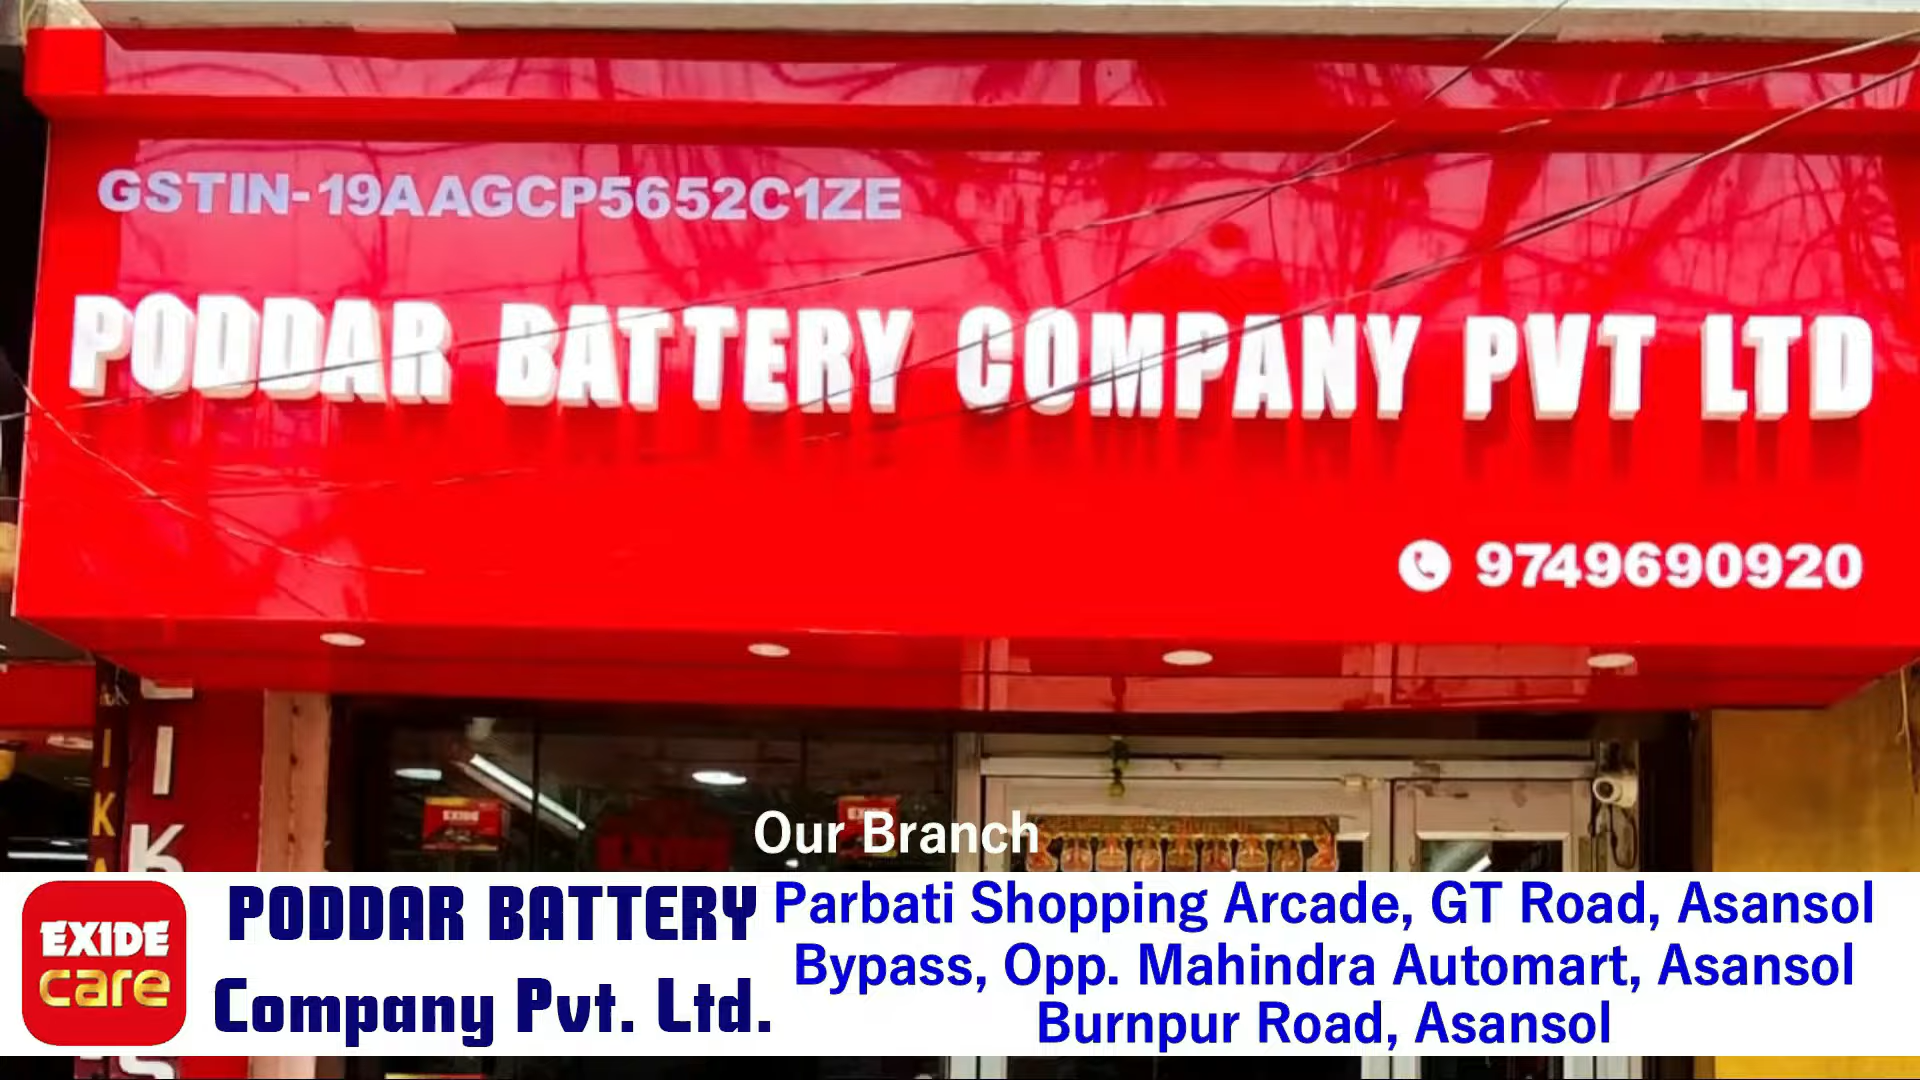 GSTIN-19AAGCP5652C1ZE
PODDAR BATTERY COMPANY PVT LTD
9749690920
EXIDE
Our Branch
EXIDE
care
PODDAR BATTERY
Company Pvt. Ltd.
Parbati Shopping Arcade, GT Road, Asansol
Bypass, Opp. Mahindra Automart, Asansol
Burnpur Road, Asansol